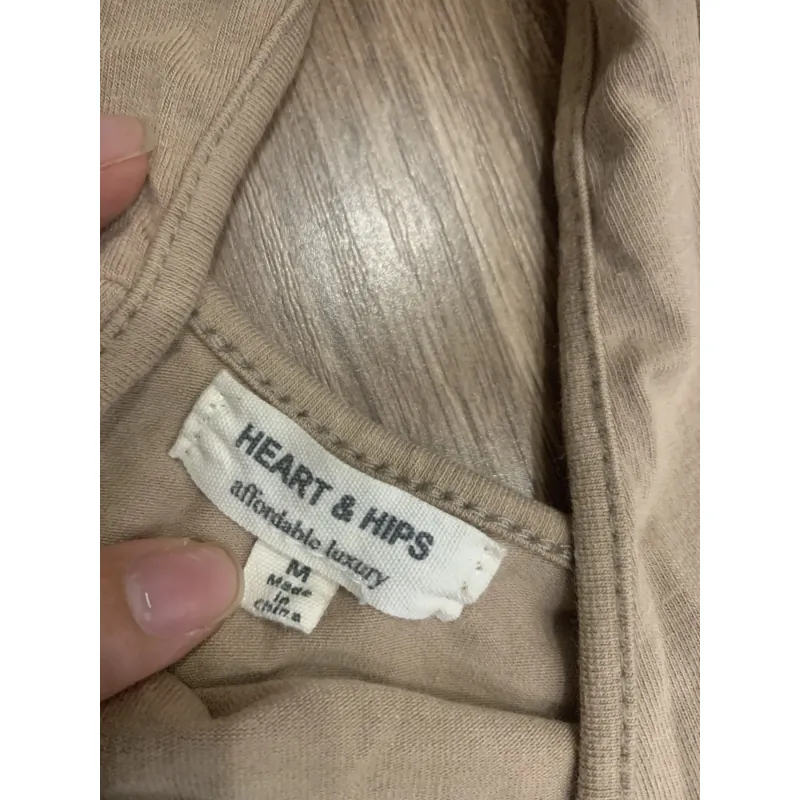 HEART & HIPS
affordable luxury
M
Made
in
China